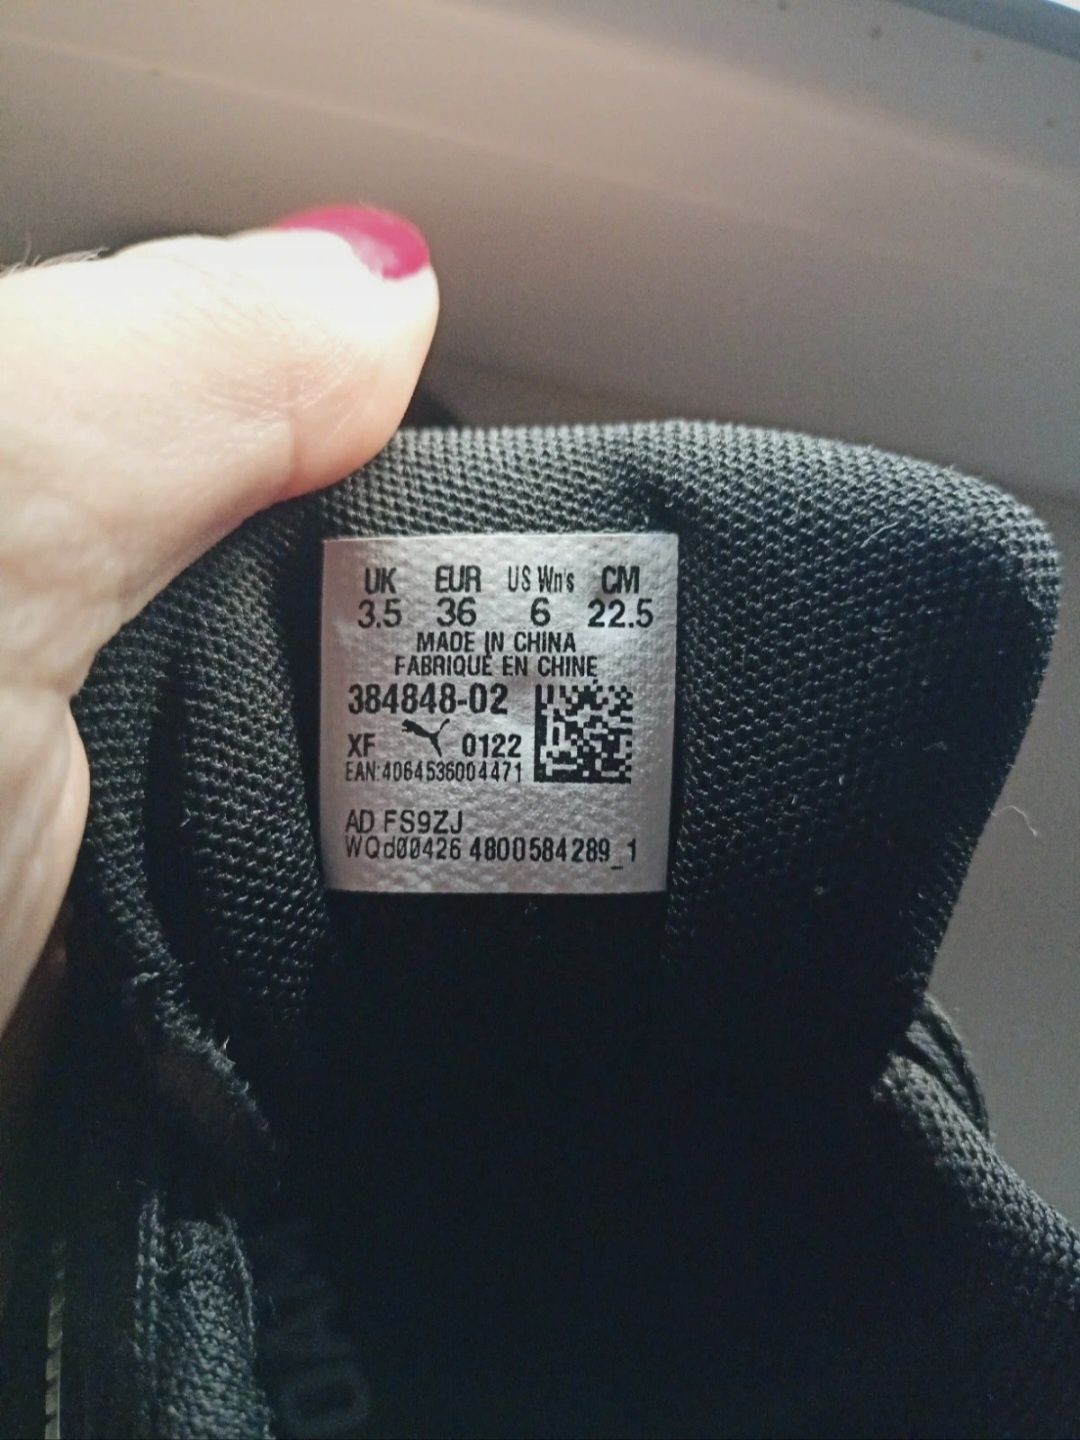 UK EUR US Wn's CM
3.5 36 6 22.5
MADE IN CHINA
FABRIQUÉ EN CHINE
384848-02
XF 0122
EAN:4064536004471
AD FS9ZJ
WQd00426 4800584289_1